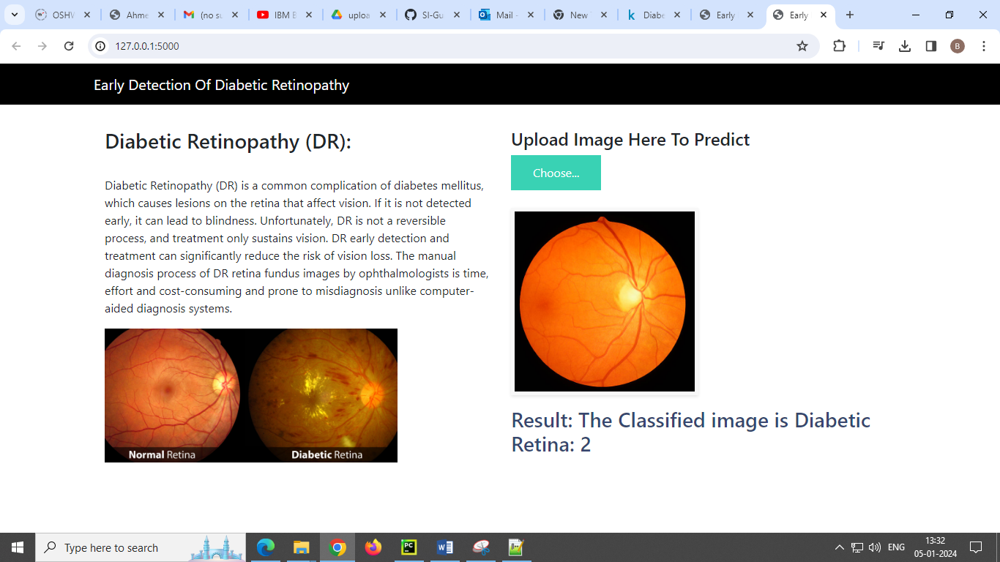 OSHW
Ahme
(no su
IBM E
uploa
SI-Gu
Mail -
New
Diabe
Early
Early
127.0.0.1:5000
B
Early Detection Of Diabetic Retinopathy
Diabetic Retinopathy (DR):
Diabetic Retinopathy (DR) is a common complication of diabetes mellitus,
which causes lesions on the retina that affect vision. If it is not detected
early, it can lead to blindness. Unfortunately, DR is not a reversible
process, and treatment only sustains vision. DR early detection and
treatment can significantly reduce the risk of vision loss. The manual
diagnosis process of DR retina fundus images by ophthalmologists is time,
effort and cost-consuming and prone to misdiagnosis unlike computer-
aided diagnosis systems.
Normal Retina
Diabetic Retina
Upload Image Here To Predict
Choose...
Result: The Classified image is Diabetic
Retina: 2
Type here to search
ENG
13:32
05-01-2024